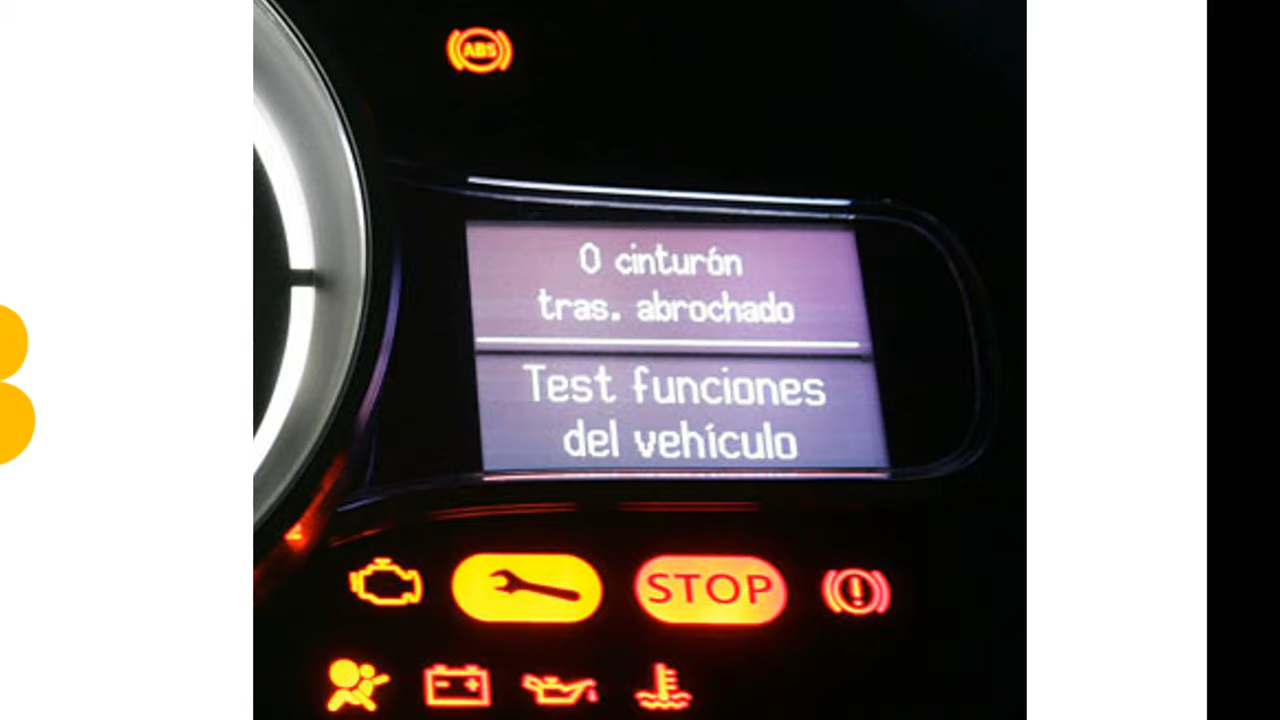 ABS
0 cinturón
tras. abrochado
Test funciones
del vehículo
STOP